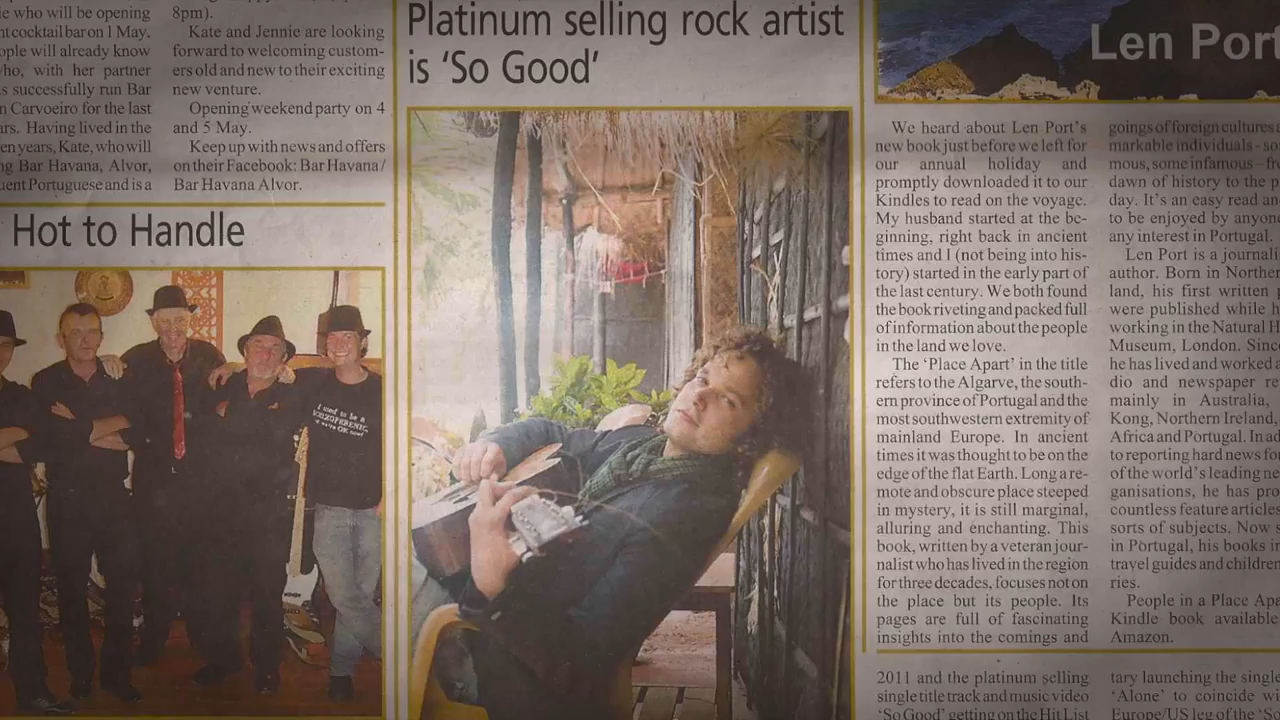 ie who will be opening
nt cocktail bar on 1 May.
ople will already know
who, with her partner
s successfully run Bar
n Carvoeiro for the last
ars. Having lived in the
en years, Kate, who will
ng Bar Havana, Alvor,
uent Portuguese and is a
8pm).
Kate and Jennie are looking
forward to welcoming custom-
ers old and new to their exciting
new venture.
Opening weekend party on 4
and 5 May.
Keep up with news and offers
on their Facebook: Bar Havana /
Bar Havana Alvor.
Hot to Handle
I used to be a
if we're OK now!
Platinum selling rock artist
is ‘So Good’
Len Port
We heard about Len Port's
new book just before we left for
our annual holiday and
promptly downloaded it to our
Kindles to read on the voyage.
My husband started at the be-
ginning, right back in ancient
times and I (not being into his-
tory) started in the early part of
the last century. We both found
the book riveting and packed full
of information about the people
in the land we love.
The ‘Place Apart’ in the title
refers to the Algarve, the south-
ern province of Portugal and the
most southwestern extremity of
mainland Europe. In ancient
times it was thought to be on the
edge of the flat Earth. Long a re-
mote and obscure place steeped
in mystery, it is still marginal,
alluring and enchanting. This
book, written by a veteran jour-
nalist who has lived in the region
for three decades, focuses not on
the place but its people. Its
pages are full of fascinating
insights into the comings and
goings of foreign cultures
markable individuals - so
mous, some infamous – fr
dawn of history to the p
day. It's an easy read an
to be enjoyed by anyon
any interest in Portugal.
Len Port is a journali
author. Born in Norther
land, his first written
were published while h
working in the Natural H
Museum, London. Since
he has lived and worked a
dio and newspaper re
mainly in Australia,
Kong, Northern Ireland,
Africa and Portugal. In ad
to reporting hard news fo
of the world's leading ne
ganisations, he has pro
countless feature articles
sorts of subjects. Now
in Portugal, his books in
travel guides and children
ries.
People in a Place Apa
Kindle book available
Amazon.
2011 and the platinum selling
single title track and music video
‘So Good’ getting on the Hit List
tary launching the single
‘Alone’ to coincide wi
Europe/US leg of the ‘So